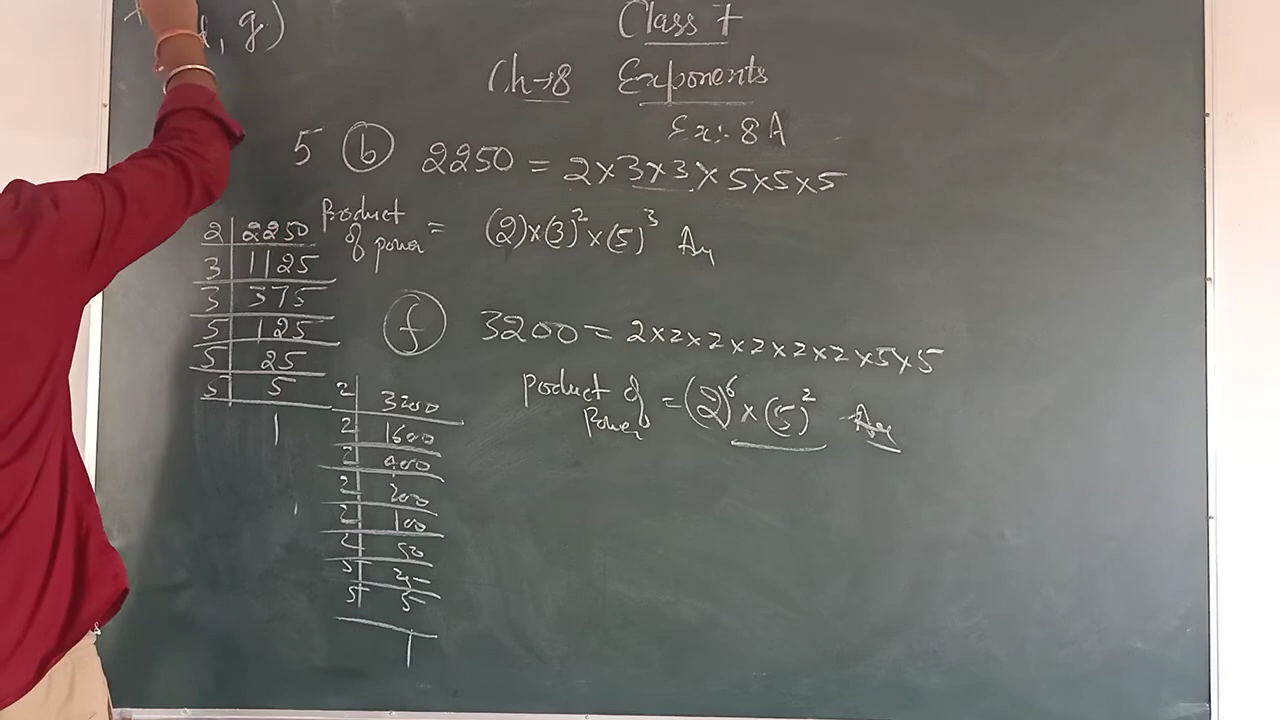 , g)
Class 7
Ch→8 Exponents
Ex:- 8A
5 (b) 2250 = 2×3×3×5×5×5
Product of power = (2)×(3)²×(5)³ Ans
2 | 2250
3 | 1125
3 | 375
5 | 125
5 | 25
5 | 5
1
(f) 3200 = 2×2×2×2×2×2×5×5
Product of Power = (2)⁶×(5)² Ans
2 | 3200
2 | 1600
2 | 400
2 | 200
2 | 100
2 | 50
5 | 25
5 | 5
1